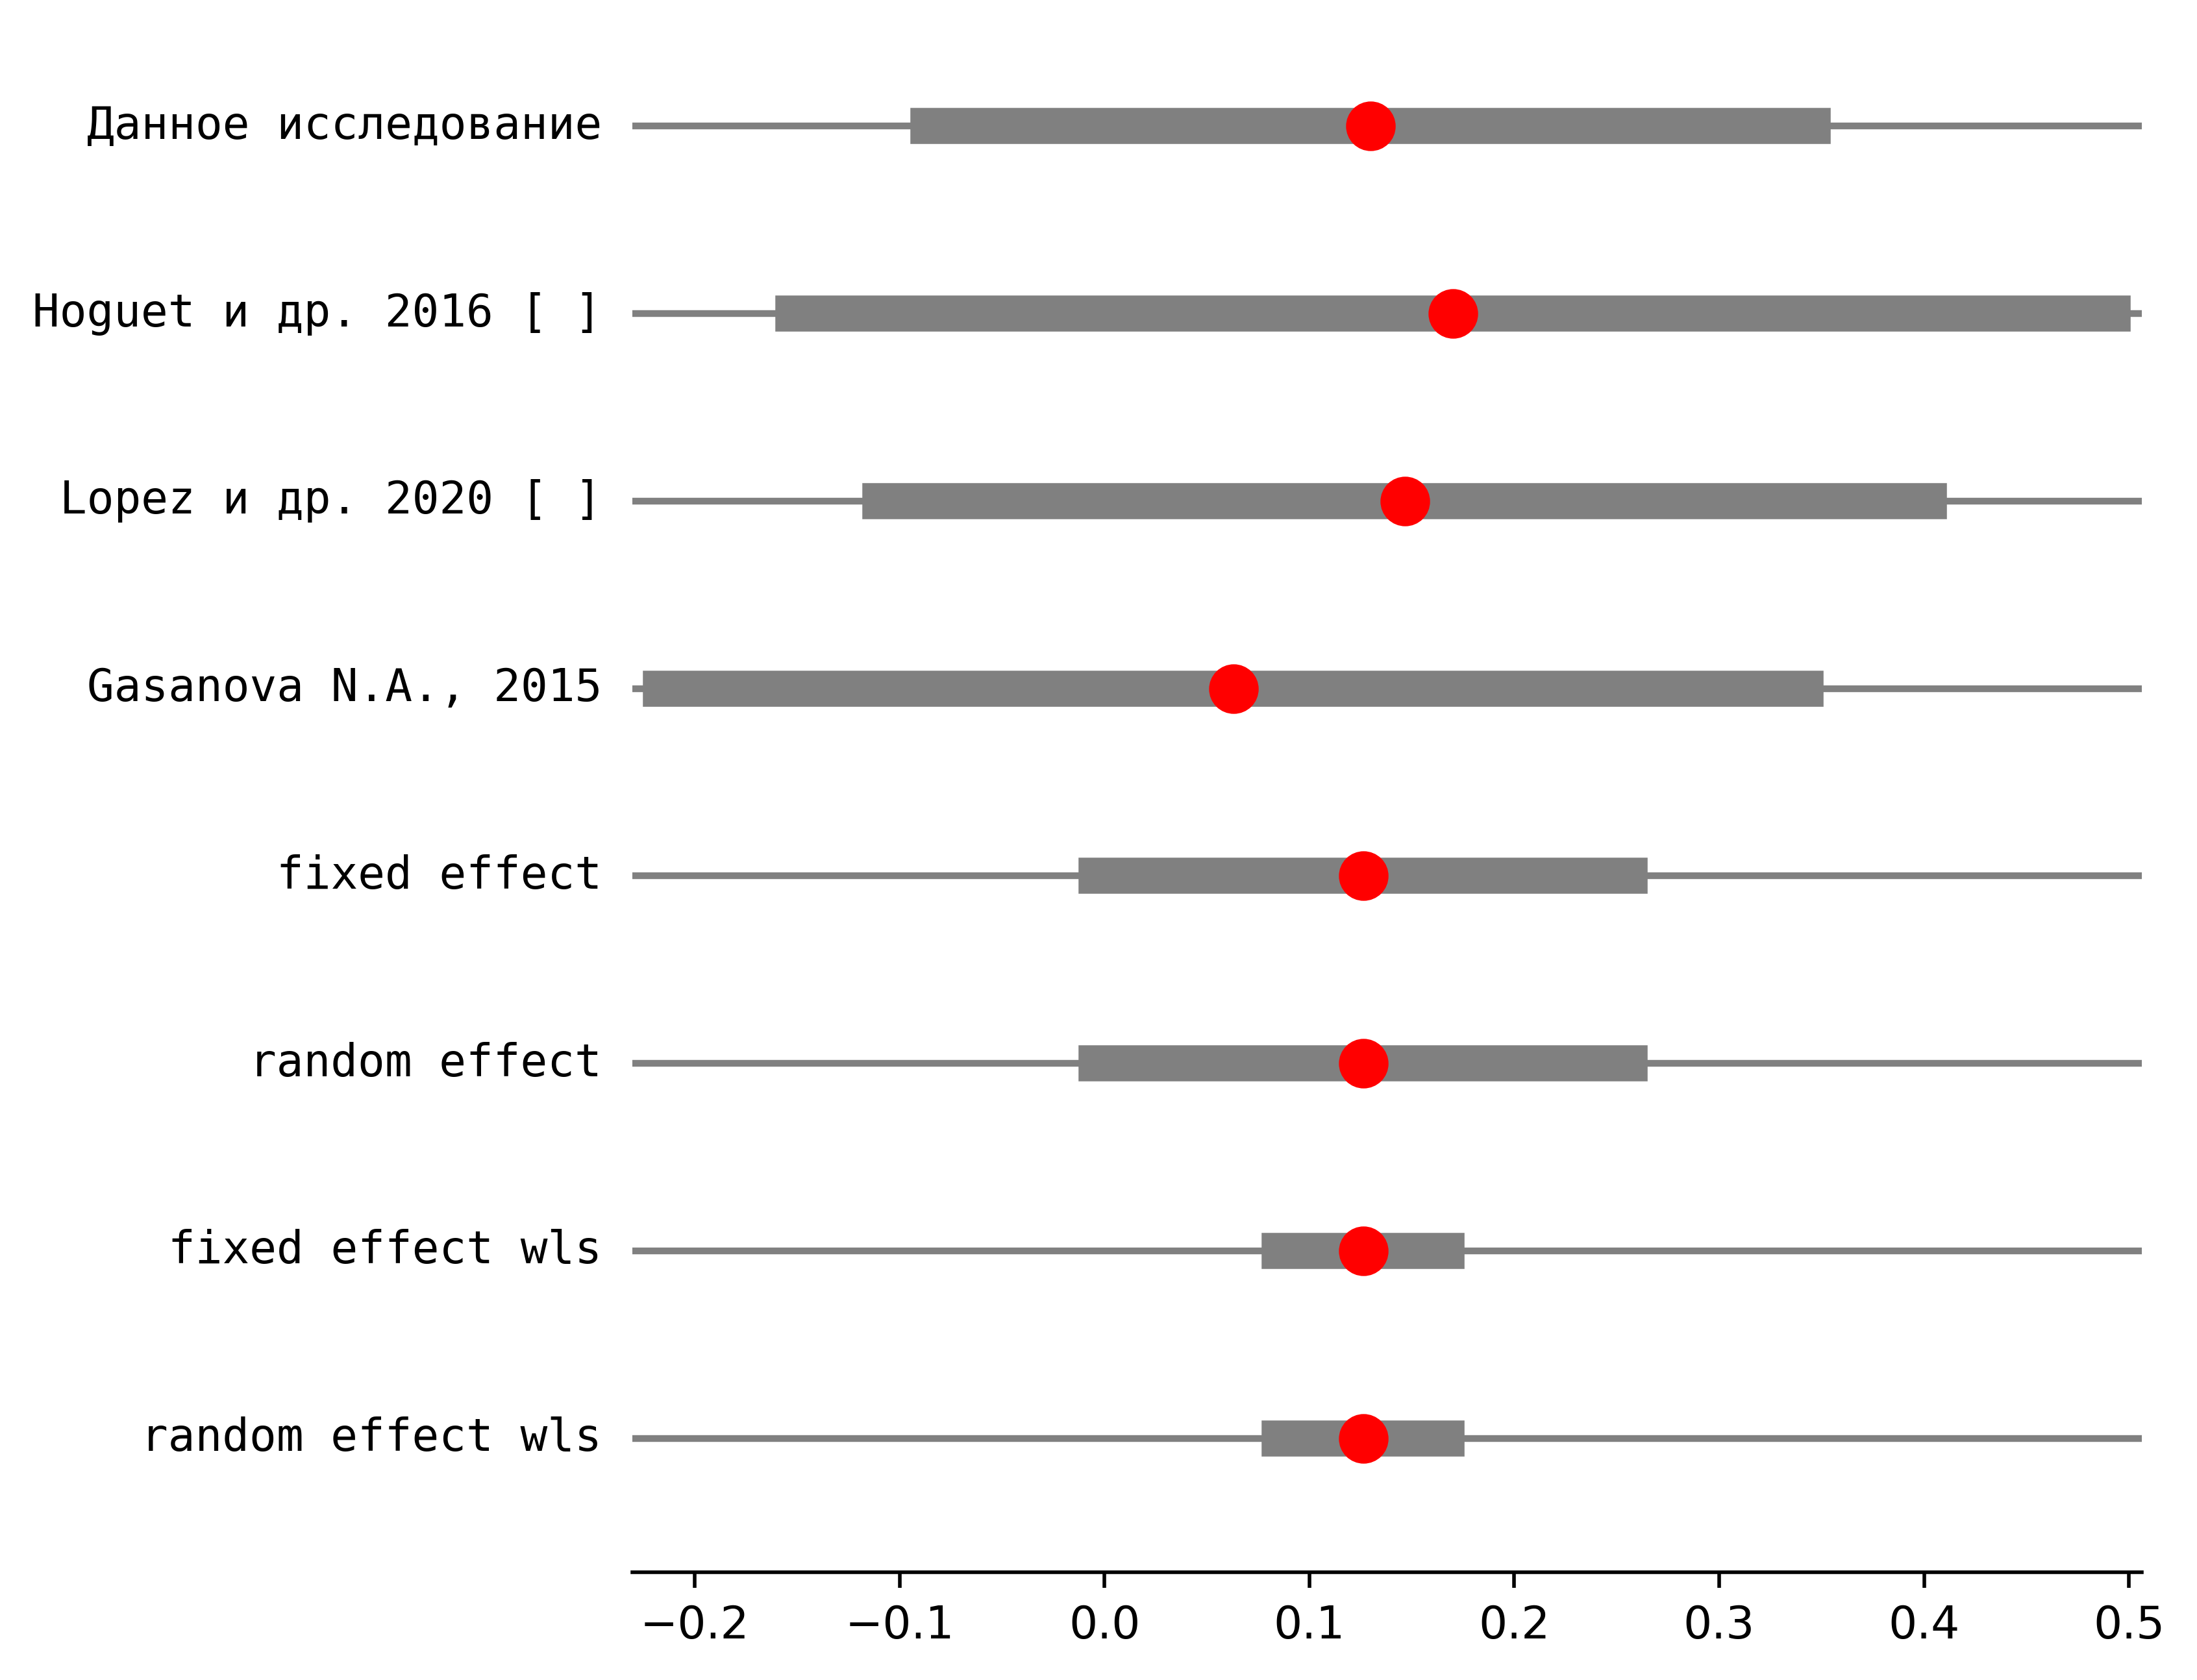 Данное исследование
Hoguet и др. 2016 [ ]
Lopez и др. 2020 [ ]
Gasanova N.A., 2015
fixed effect
random effect
fixed effect wls
random effect wls
−0.2 −0.1 0.0 0.1 0.2 0.3 0.4 0.5